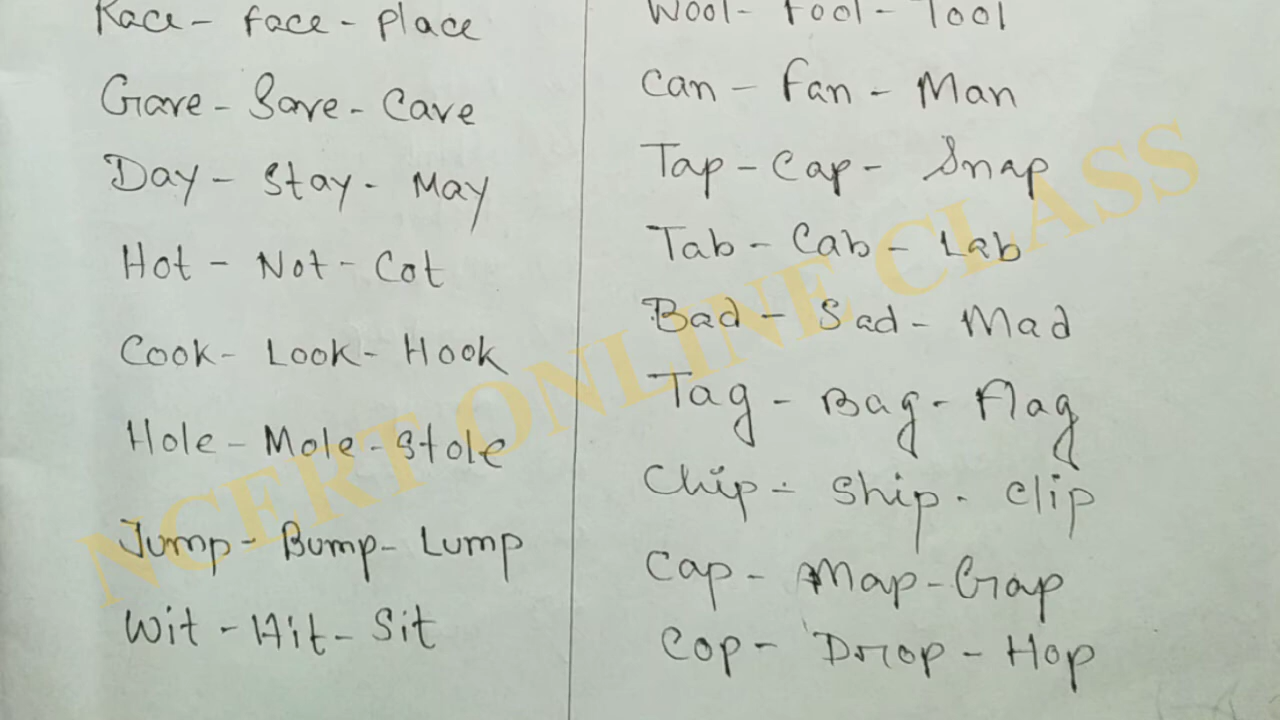 Race - face - place
Gave - Save - Cave
Day - Stay - May
Hot - Not - Cot
Cook - Look - Hook
Hole - Mole - Stole
Jump - Bump - Lump
Wit - Hit - Sit
Wool - Fool - Tool
Can - fan - Man
Tap - Cap - Snap
Tab - Cab - Lab
Bad - Sad - Mad
Tag - Bag - Flag
Chip - Ship - Clip
Cap - Map - Gap
Cop - Drop - Hop
NCERT ONLINE CLASS